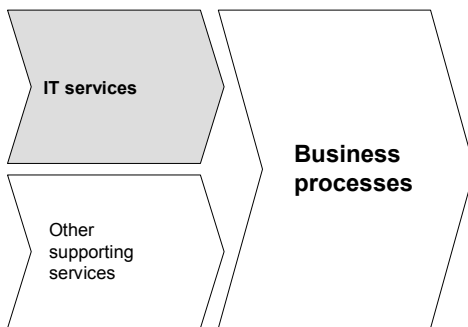 IT services
Business
processes
Other
supporting
services